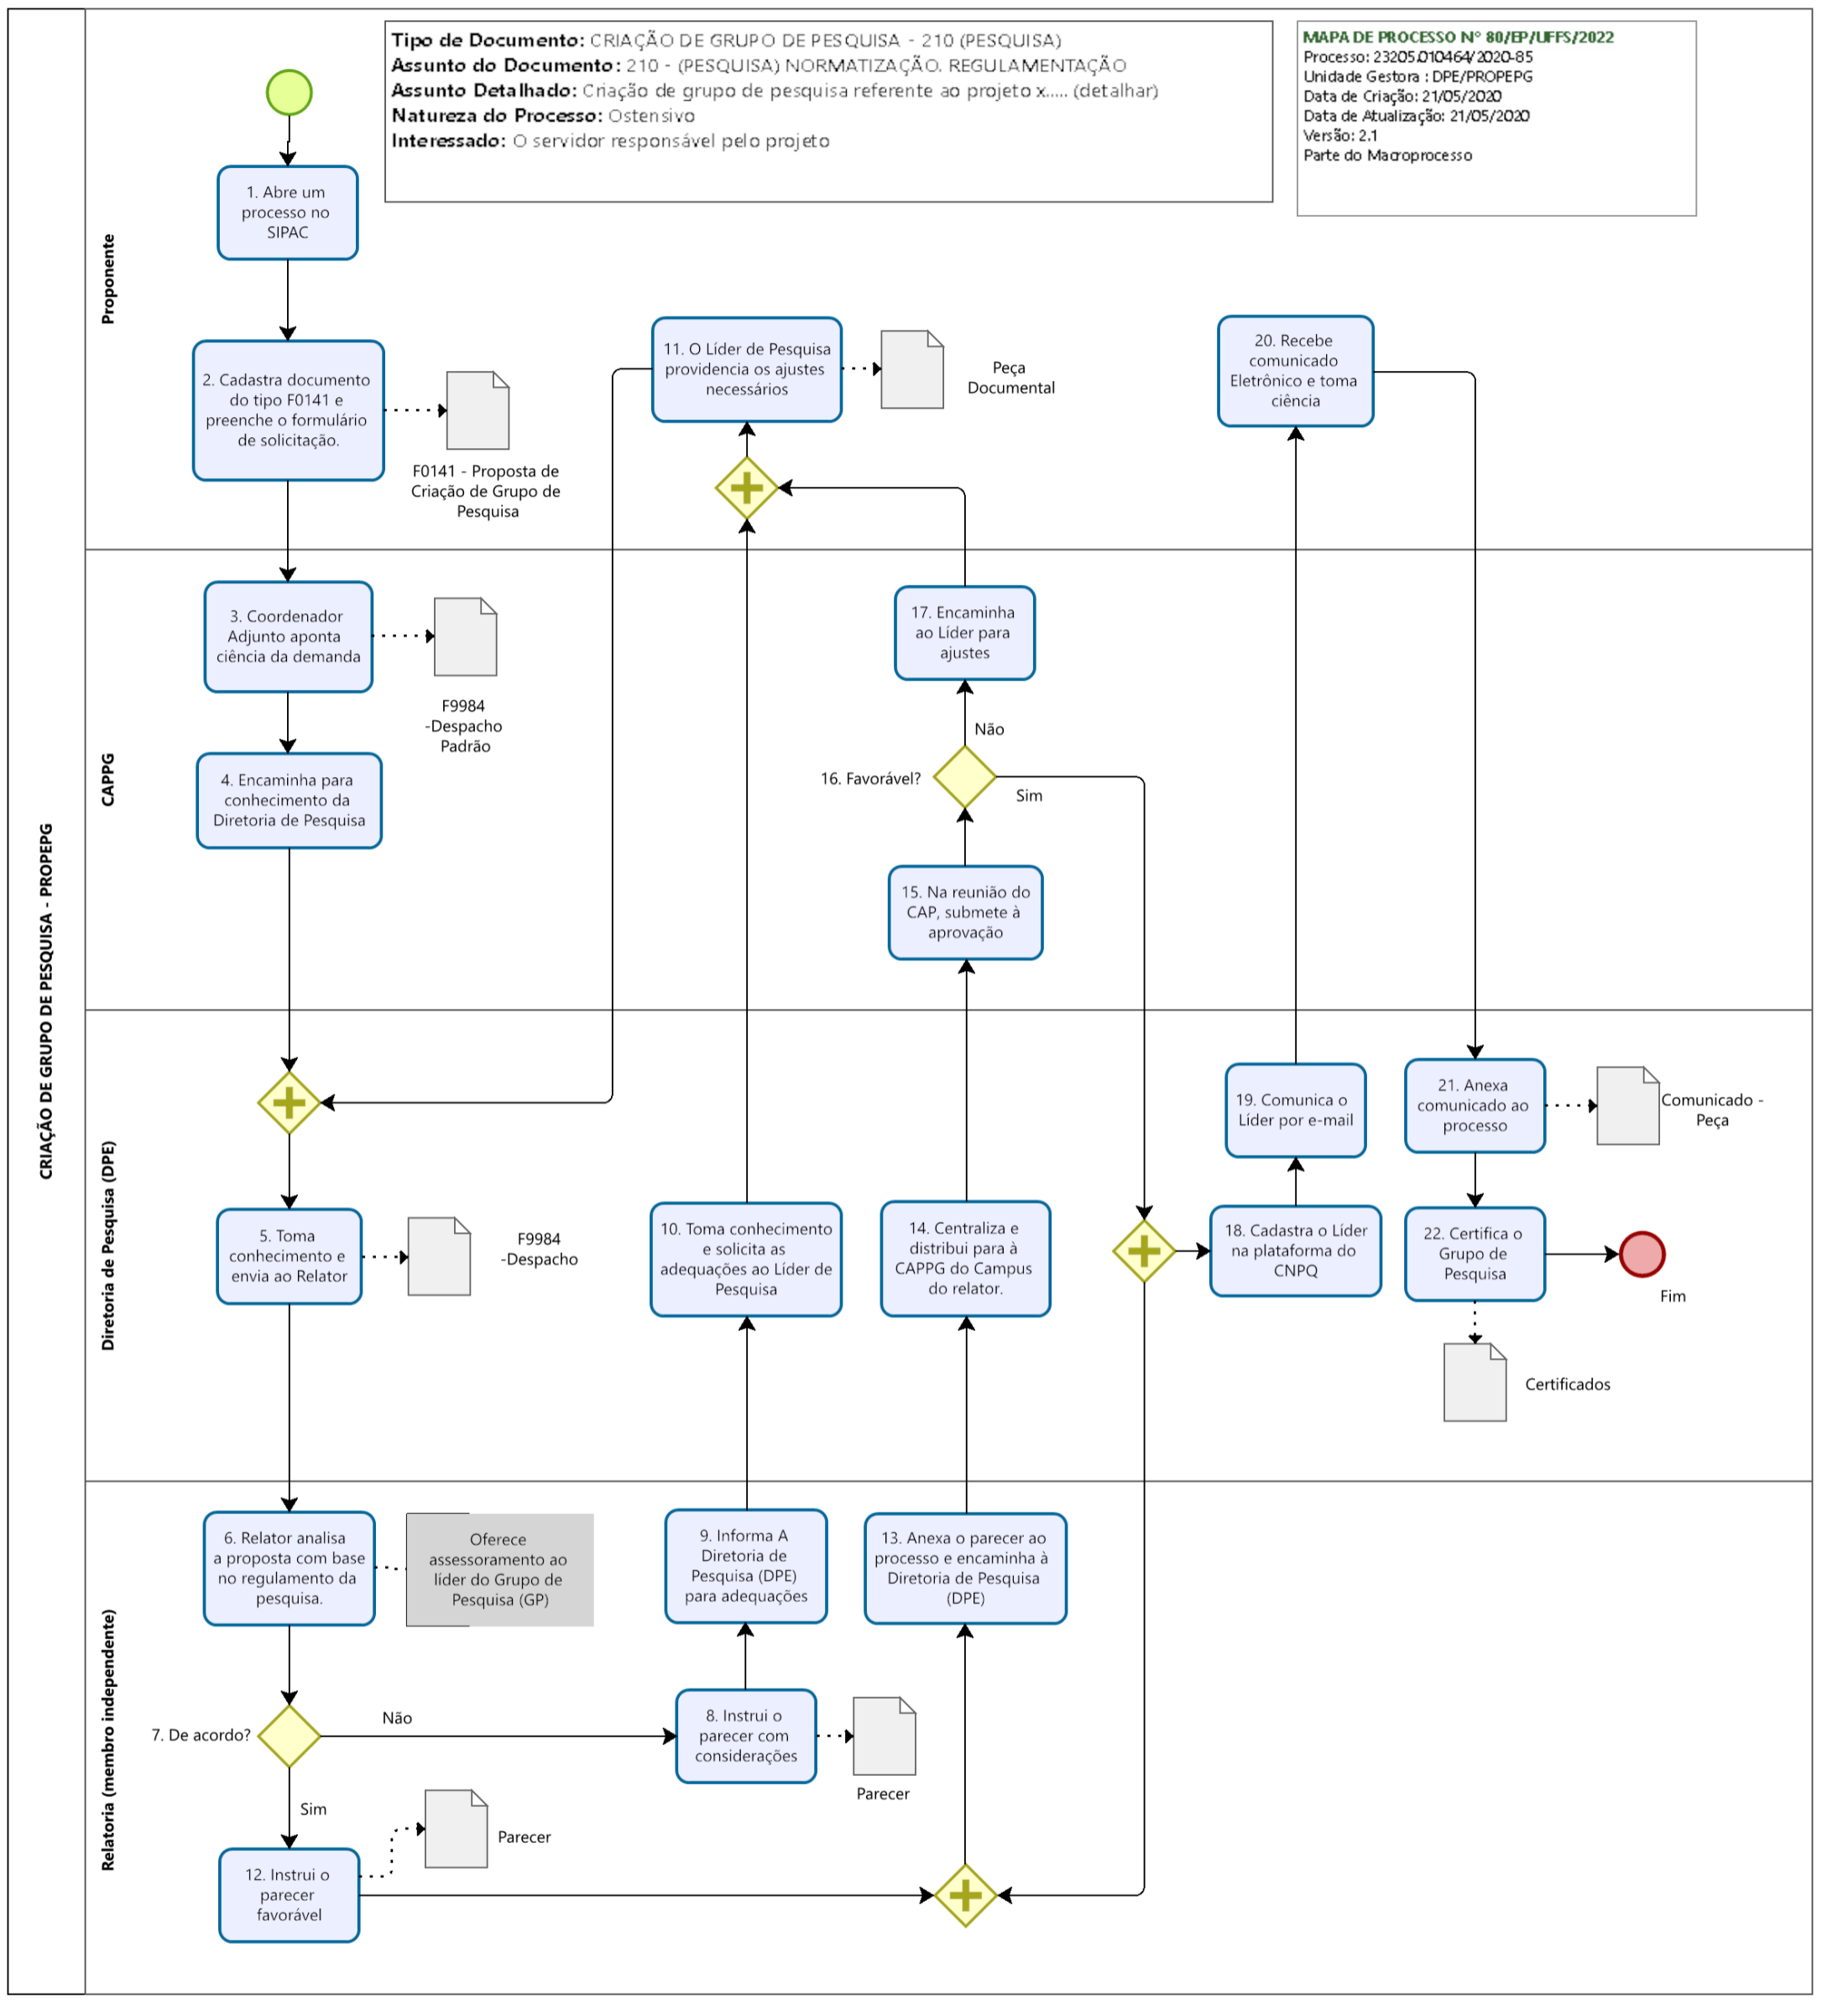 CRIAÇÃO DE GRUPO DE PESQUISA - PROPEPG
Tipo de Documento: CRIAÇÃO DE GRUPO DE PESQUISA - 210 (PESQUISA)
Assunto do Documento: 210 - (PESQUISA) NORMATIZAÇÃO. REGULAMENTAÇÃO
Assunto Detalhado: Criação de grupo de pesquisa referente ao projeto x..... (detalhar)
Natureza do Processo: Ostensivo
Interessado: O servidor responsável pelo projeto
MAPA DE PROCESSO N° 80/EP/UFFS/2022
Processo: 23205.010464/2020-85
Unidade Gestora : DPE/PROPEPG
Data de Criação: 21/05/2020
Data de Atualização: 21/05/2020
Versão: 2.1
Parte do Macroprocesso
Proponente
1. Abre um
processo no
SIPAC
2. Cadastra documento
do tipo F0141 e
preenche o formulário
de solicitação.
F0141 - Proposta de
Criação de Grupo de
Pesquisa
11. O Líder de Pesquisa
providencia os ajustes
necessários
Peça
Documental
20. Recebe
comunicado
Eletrônico e toma
ciência
CAPPG
3. Coordenador
Adjunto aponta
ciência da demanda
F9984
-Despacho
Padrão
4. Encaminha para
conhecimento da
Diretoria de Pesquisa
17. Encaminha
ao Líder para
ajustes
Não
16. Favorável?
Sim
15. Na reunião do
CAP, submete à
aprovação
Diretoria de Pesquisa (DPE)
5. Toma
conhecimento e
envia ao Relator
F9984
-Despacho
10. Toma conhecimento
e solicita as
adequações ao Líder de
Pesquisa
14. Centraliza e
distribui para à
CAPPG do Campus
do relator.
18. Cadastra o Líder
na plataforma do
CNPQ
19. Comunica o
Líder por e-mail
21. Anexa
comunicado ao
processo
Comunicado -
Peça
22. Certifica o
Grupo de
Pesquisa
Fim
Certificados
Relatoria (membro independente)
6. Relator analisa
a proposta com base
no regulamento da
pesquisa.
Oferece
assessoramento ao
líder do Grupo de
Pesquisa (GP)
9. Informa A
Diretoria de
Pesquisa (DPE)
para adequações
13. Anexa o parecer ao
processo e encaminha à
Diretoria de Pesquisa
(DPE)
7. De acordo?
Não
8. Instrui o
parecer com
considerações
Parecer
Sim
Parecer
12. Instrui o
parecer
favorável